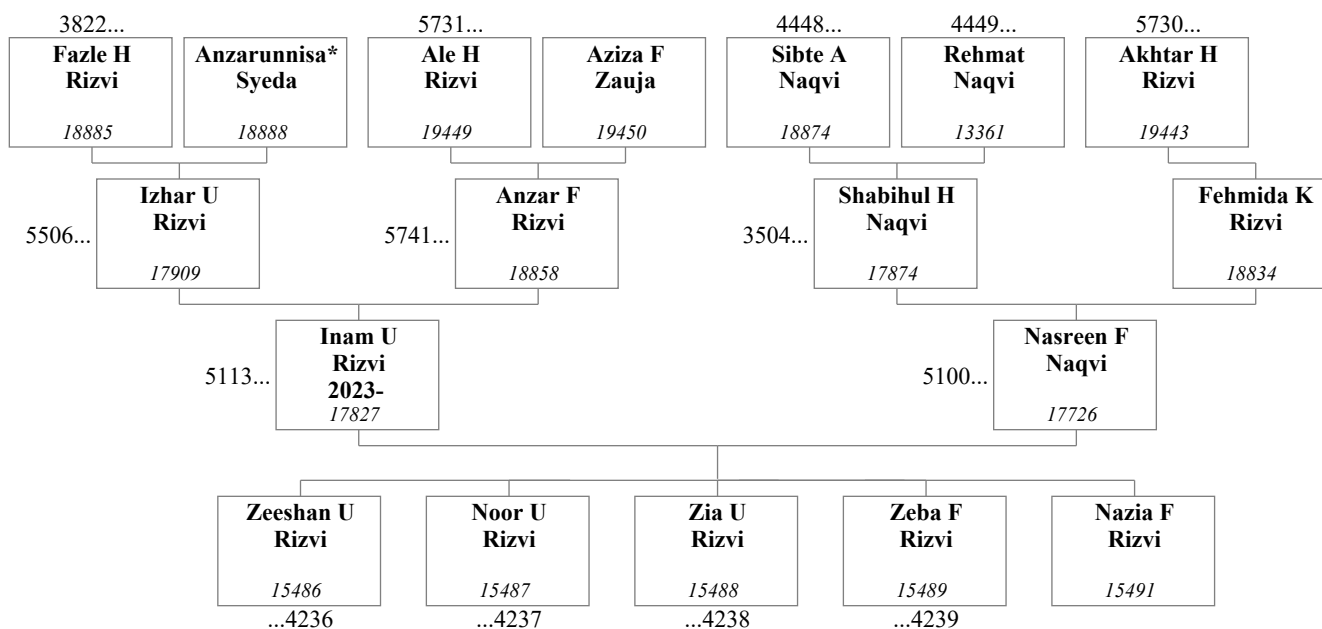 3822...
5731...
4448...
4449...
5730...
Fazle H
Rizvi
18885
Anzarunnisa*
Syeda
18888
Ale H
Rizvi
19449
Aziza F
Zauja
19450
Sibte A
Naqvi
18874
Rehmat
Naqvi
13361
Akhtar H
Rizvi
19443
5506...
Izhar U
Rizvi
17909
5741...
Anzar F
Rizvi
18858
3504...
Shabihul H
Naqvi
17874
Fehmida K
Rizvi
18834
5113...
Inam U
Rizvi
2023-
17827
5100...
Nasreen F
Naqvi
17726
Zeeshan U
Rizvi
15486
...4236
Noor U
Rizvi
15487
...4237
Zia U
Rizvi
15488
...4238
Zeba F
Rizvi
15489
...4239
Nazia F
Rizvi
15491